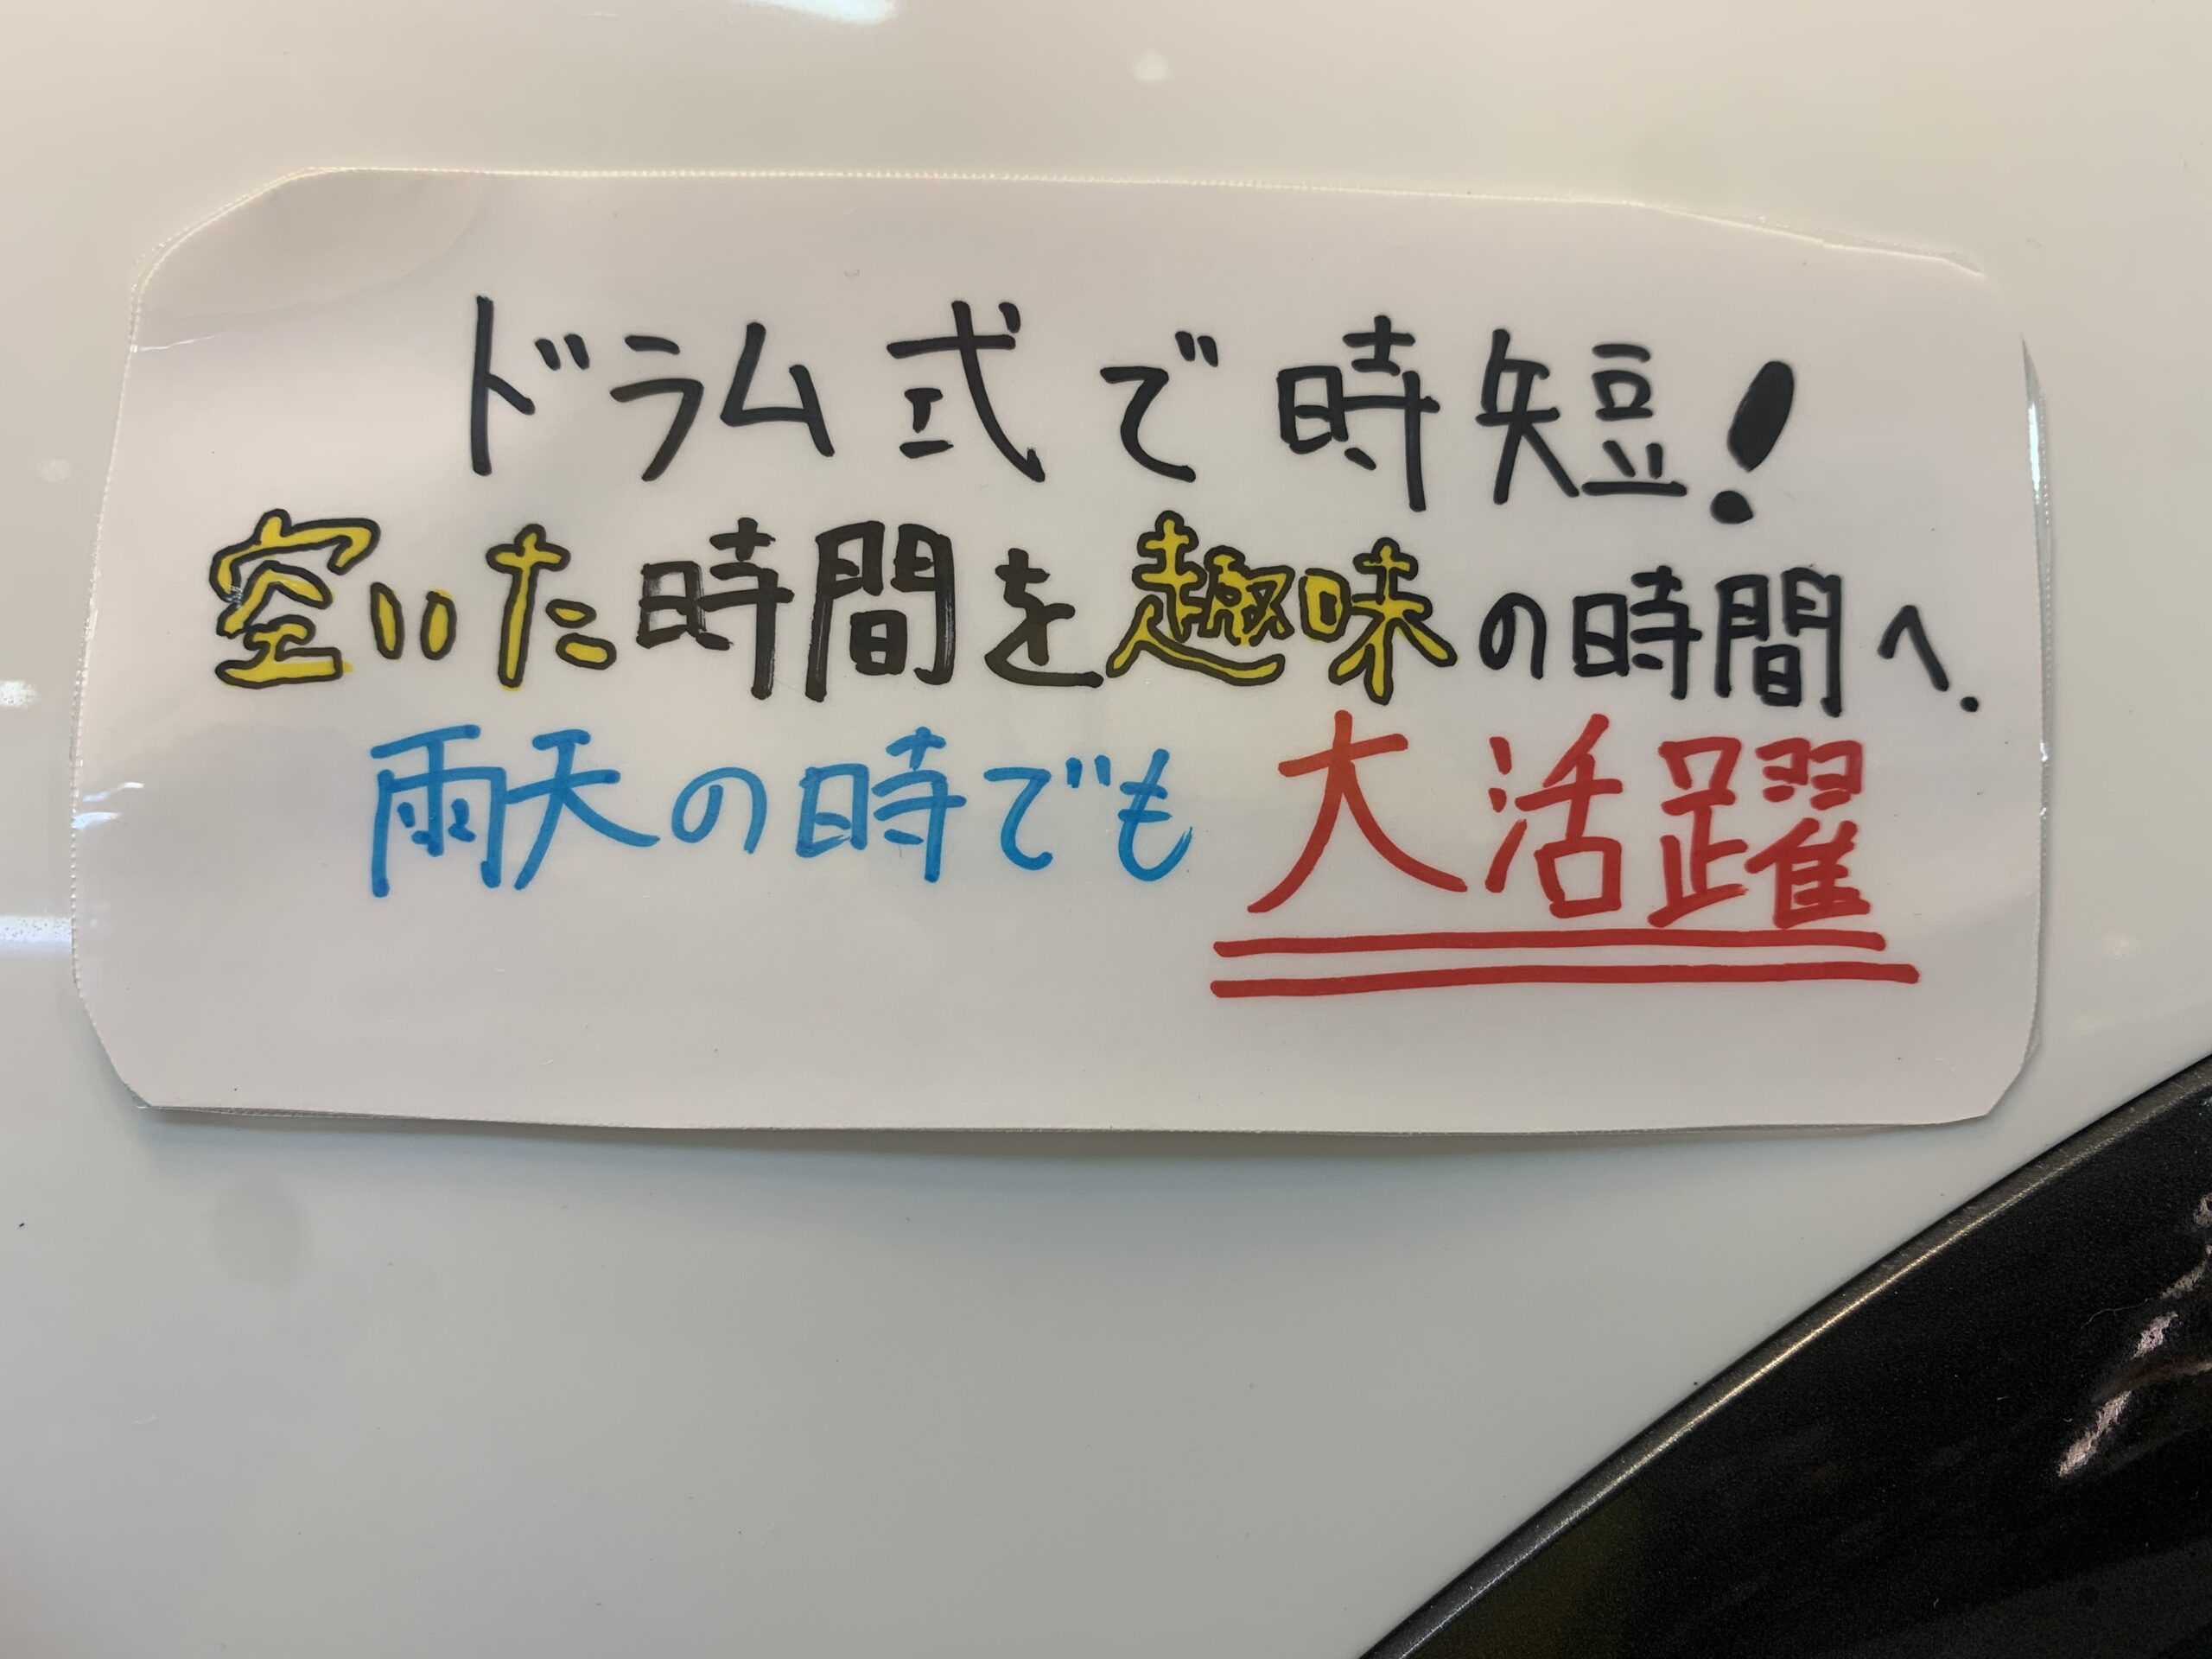 ドラム式で時短!
空いた時間を趣味の時間へ.
雨天の時でも大活躍